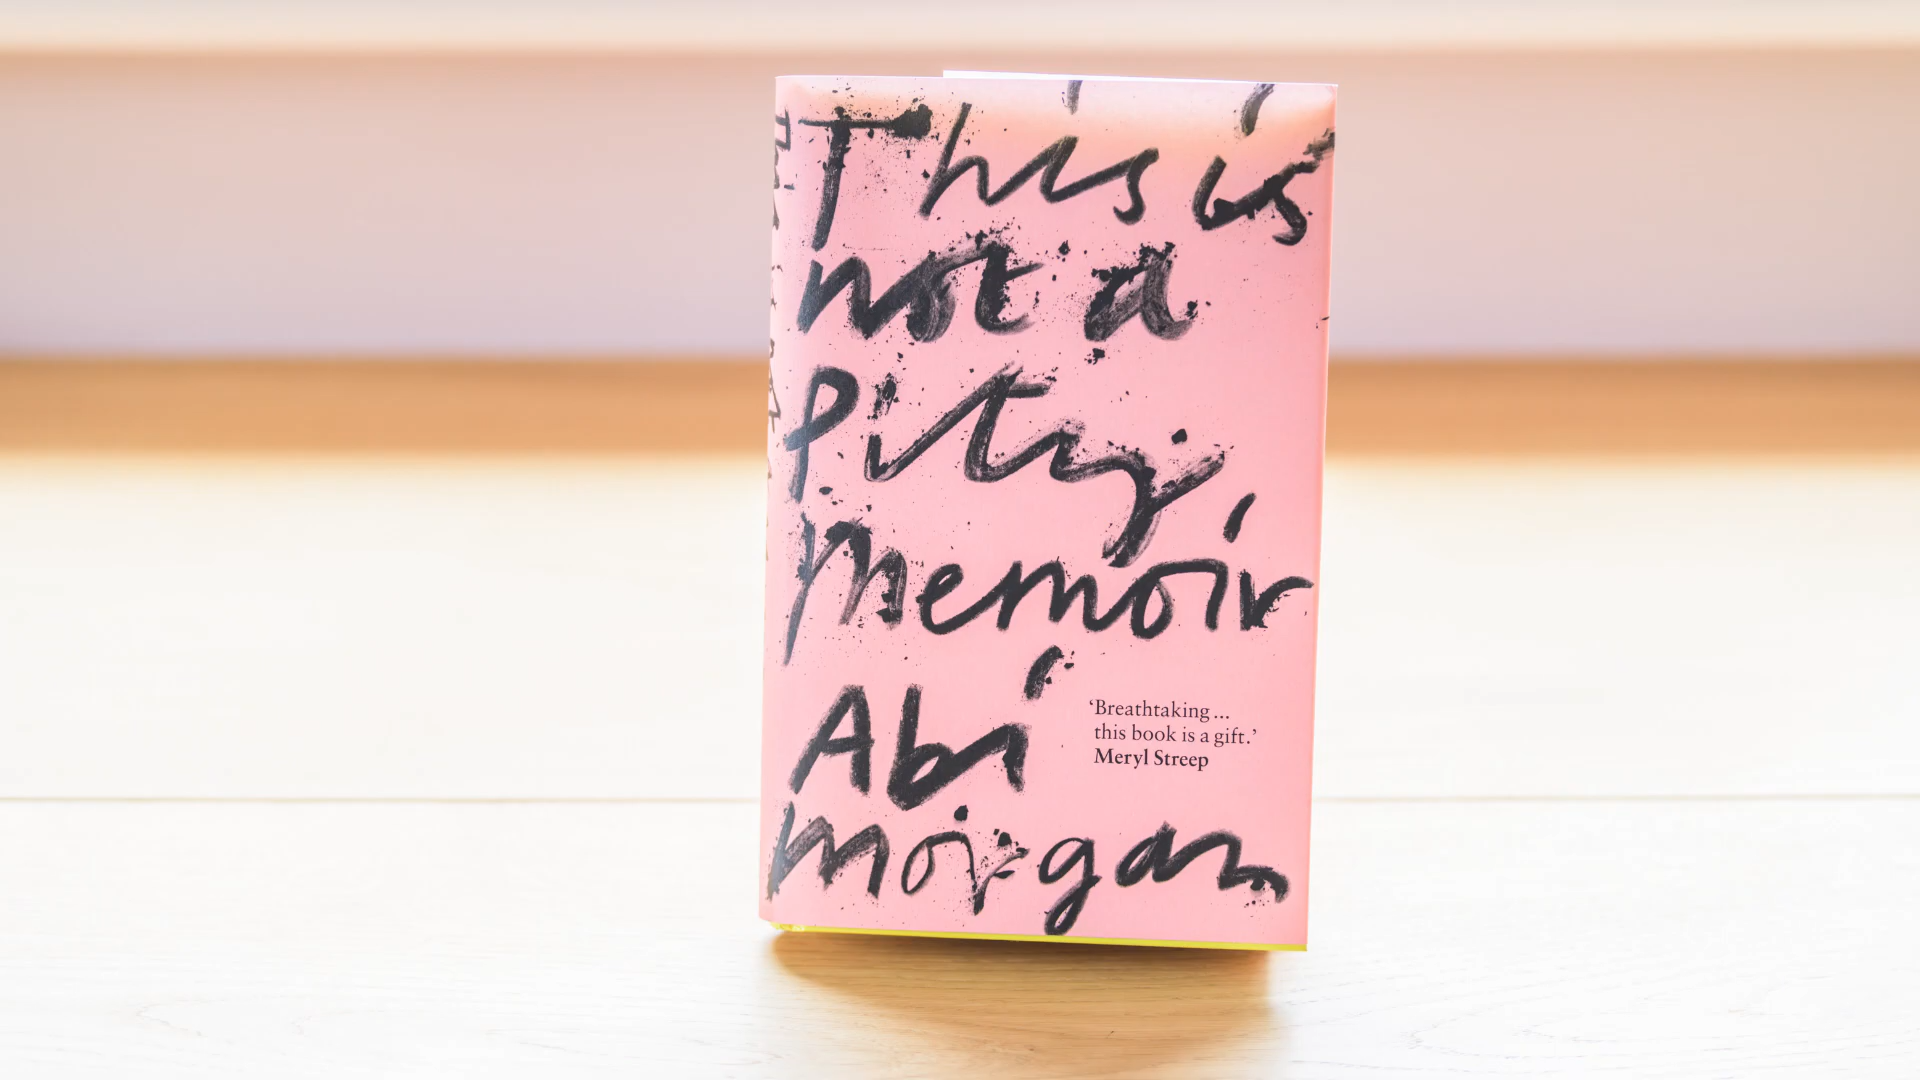 This is
not a
Pity
Memoir
Abi
Morgan
‘Breathtaking ...
this book is a gift.’
Meryl Streep